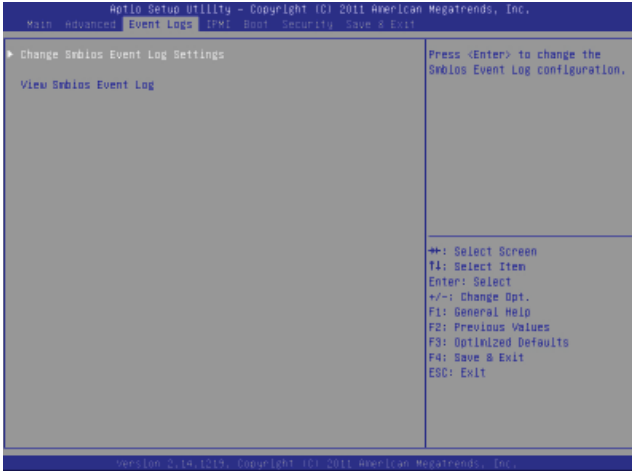 Aptio Setup Utility – Copyright (C) 2011 American Megatrends, Inc.
Main Advanced Event Logs IPMI Boot Security Save & Exit
▶ Change Smbios Event Log Settings
View Smbios Event Log
Press <Enter> to change the
Smbios Event Log configuration.
→←: Select Screen
↑↓: Select Item
Enter: Select
+/-: Change Opt.
F1: General Help
F2: Previous Values
F3: Optimized Defaults
F4: Save & Exit
ESC: Exit
Version 2.14.1219. Copyright (C) 2011 American Megatrends, Inc.